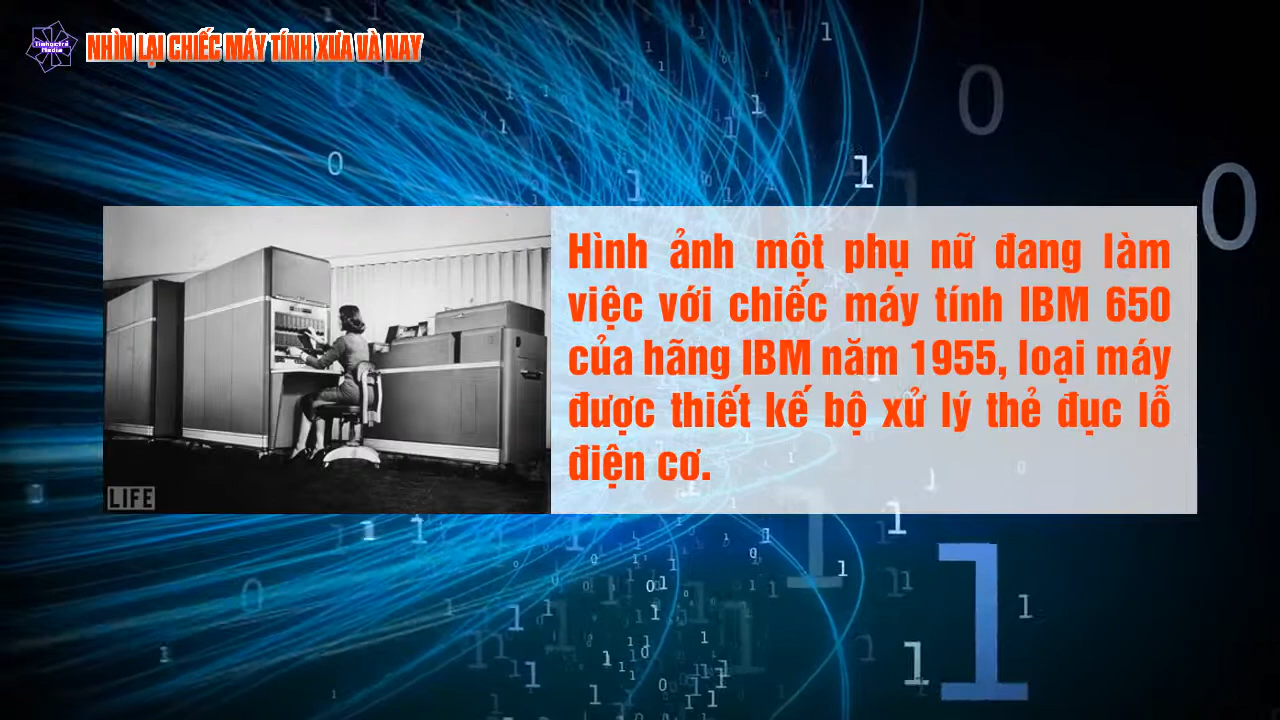 Tinhọctrẻ
Media
NHÌN LẠI CHIẾC MÁY TÍNH XƯA VÀ NAY
Hình ảnh một phụ nữ đang làm
việc với chiếc máy tính IBM 650
của hãng IBM năm 1955, loại máy
được thiết kế bộ xử lý thẻ đục lỗ
điện cơ.
LIFE